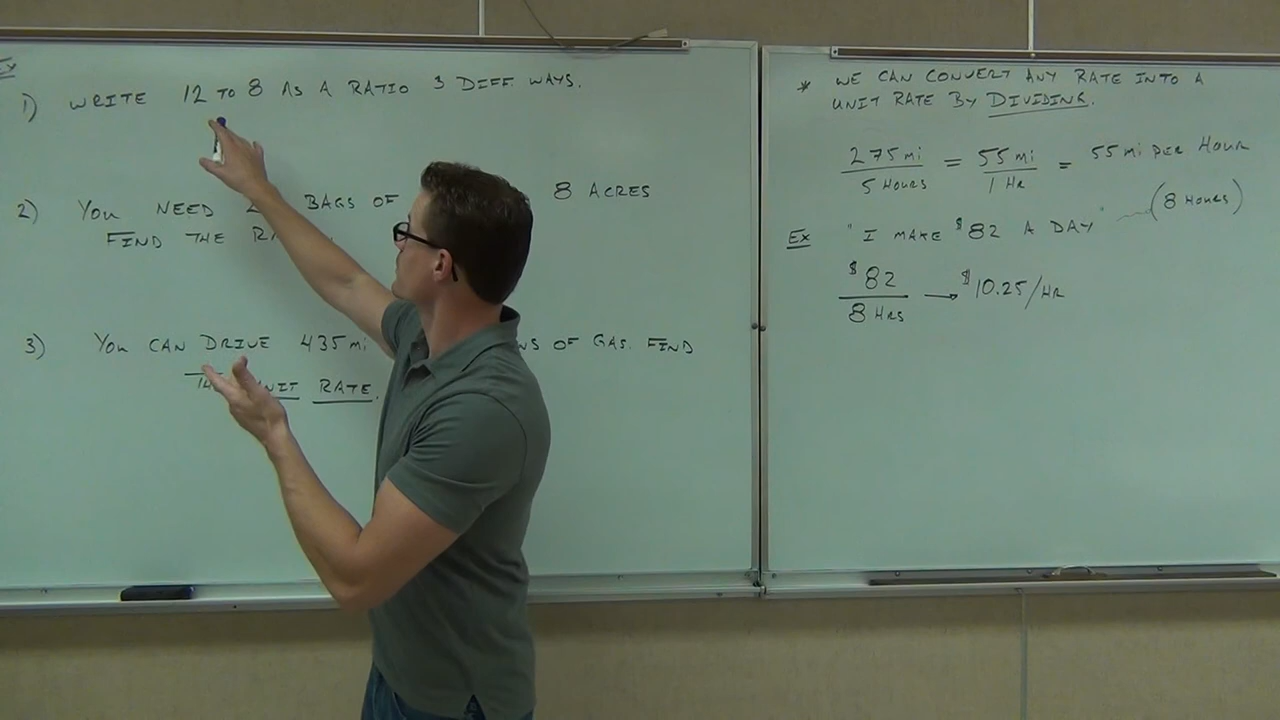 Ex
1) WRITE 12 TO 8 AS A RATIO 3 DIFF. WAYS.
2) YOU NEED BAGS OF 8 ACRES
FIND THE
3) YOU CAN DRIVE 435 mi OF GAS. FIND
RATE.
* WE CAN CONVERT ANY RATE INTO A
UNIT RATE BY DIVIDING.
275 mi / 5 HOURS = 55 mi / 1 HR = 55 mi PER HOUR
(8 HOURS)
Ex "I MAKE $82 A DAY"
$82 / 8 HRS → $10.25/HR